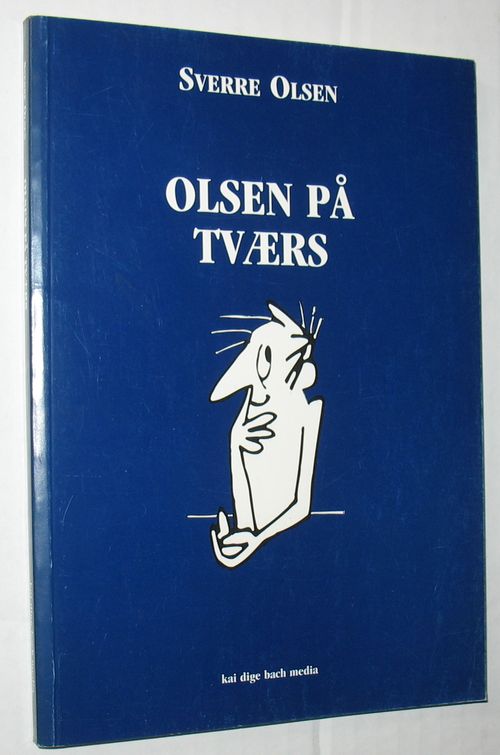 SVERRE OLSEN
OLSEN PÅ
TVÆRS
kai dige bach media